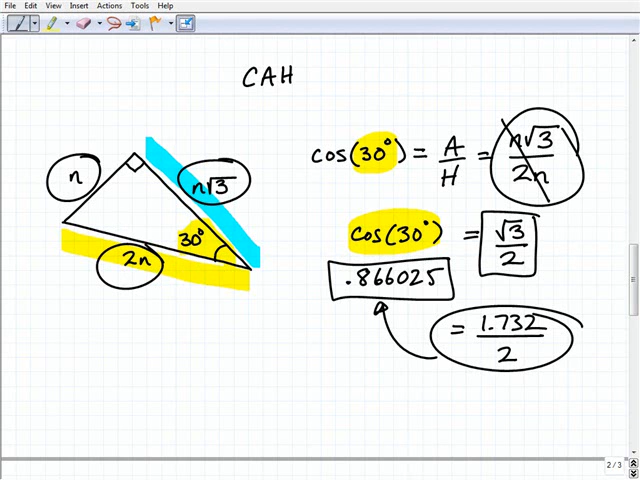 File Edit View Insert Actions Tools Help
CAH
n
n√3
30°
2n
cos(30°) = A/H = n√3/2n
cos(30°) = √3/2
.866025
= 1.732/2
2 / 3